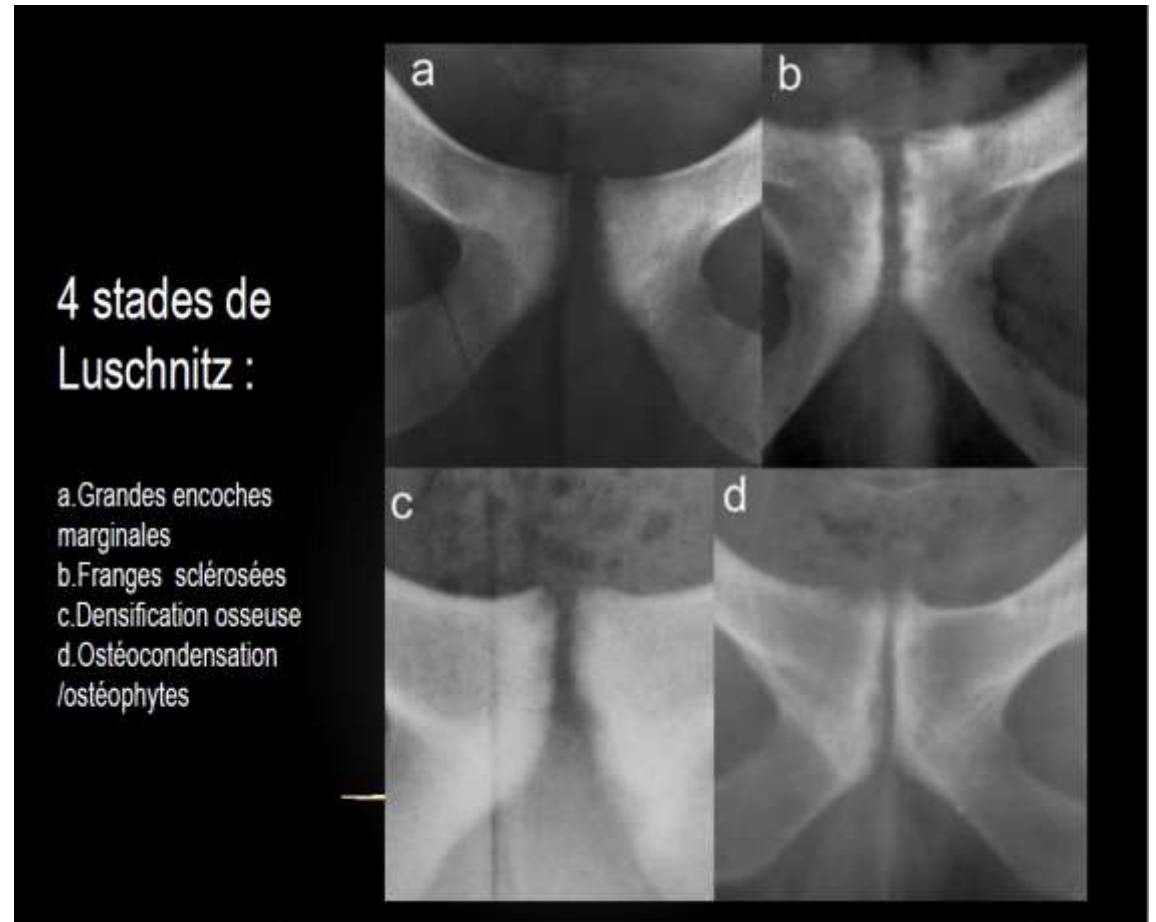 a
b
4 stades de
Luschnitz :
a.Grandes encoches
marginales
b.Franges sclérosées
c.Densification osseuse
d.Ostéocondensation
/ostéophytes
c
d